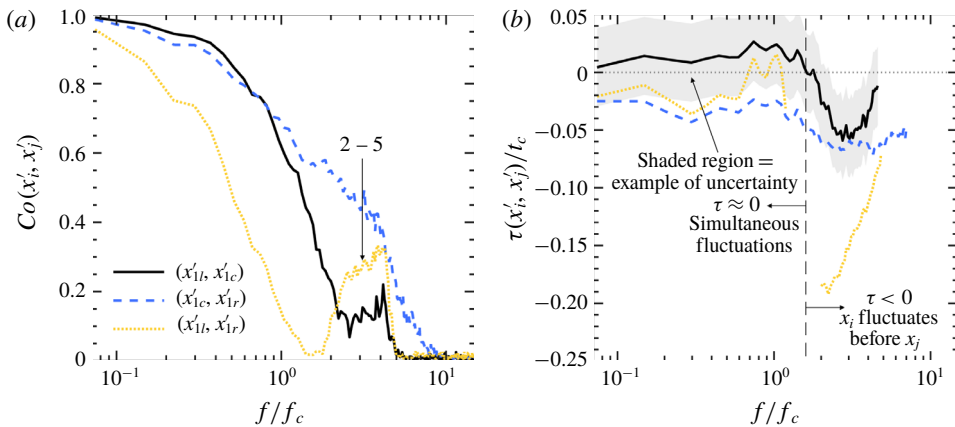 (a)
1.0
0.8
0.6
0.4
0.2
0
Co(x′i, x′j)
2 – 5
(x′1l, x′1c)
(x′1c, x′1r)
(x′1l, x′1r)
10⁻¹
10⁰
10¹
f/fc
(b)
0.05
0
−0.05
−0.10
−0.15
−0.20
−0.25
τ(x′i, x′j)/tc
Shaded region =
example of uncertainty
τ ≈ 0
Simultaneous
fluctuations
τ < 0
xi fluctuates
before xj
10⁻¹
10⁰
10¹
f/fc